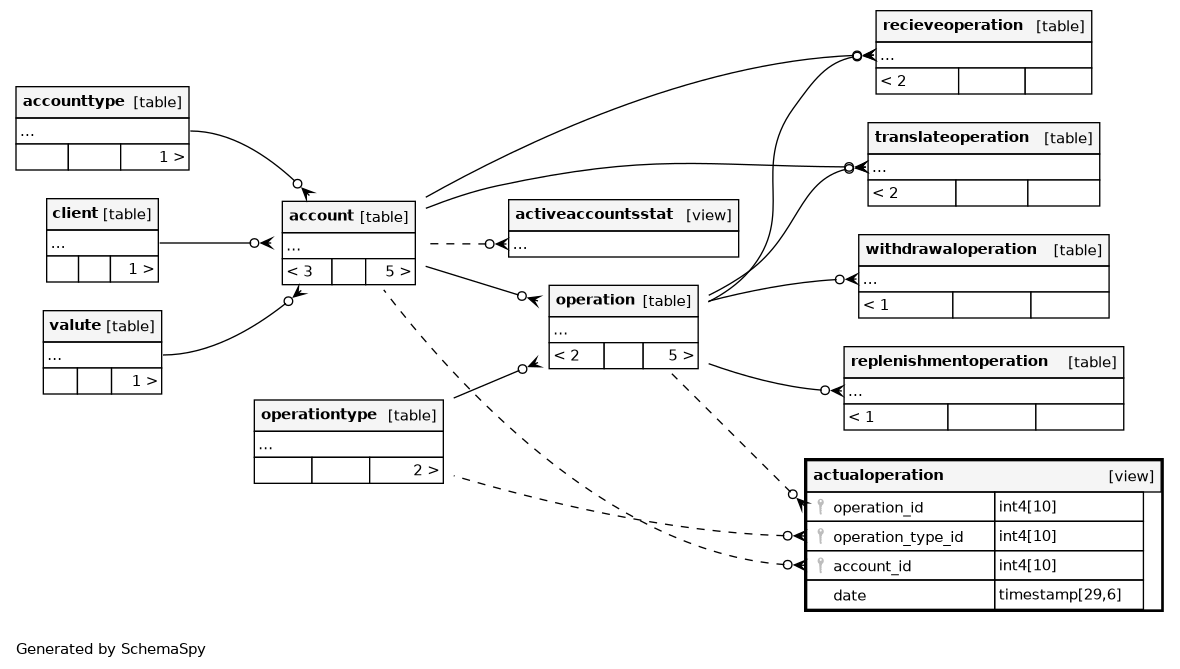 recieveoperation [table]
...
< 2
accounttype [table]
...
1 >
translateoperation [table]
...
< 2
client [table]
...
1 >
account [table]
...
< 3 5 >
activeaccountsstat [view]
...
withdrawaloperation [table]
...
< 1
operation [table]
...
< 2 5 >
valute [table]
...
1 >
replenishmentoperation [table]
...
< 1
operationtype [table]
...
2 >
actualoperation [view]
operation_id int4[10]
operation_type_id int4[10]
account_id int4[10]
date timestamp[29,6]
Generated by SchemaSpy